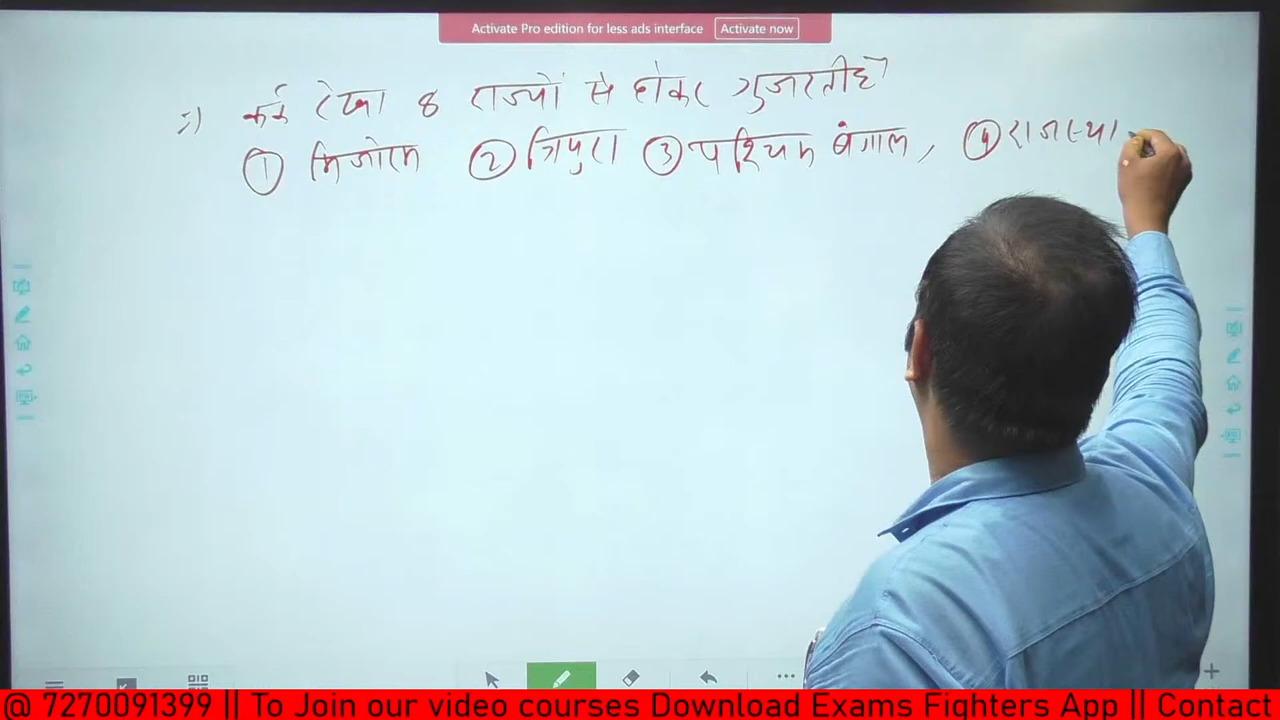 Activate Pro edition for less ads interface Activate now
:) कर्क रेखा 8 राज्यों से होकर गुजरती है
① मिजोरम ② त्रिपुरा ③ पश्चिम बंगाल, ④ राजस्था
@ 7270091399 || To Join our video courses Download Exams Fighters App || Contact